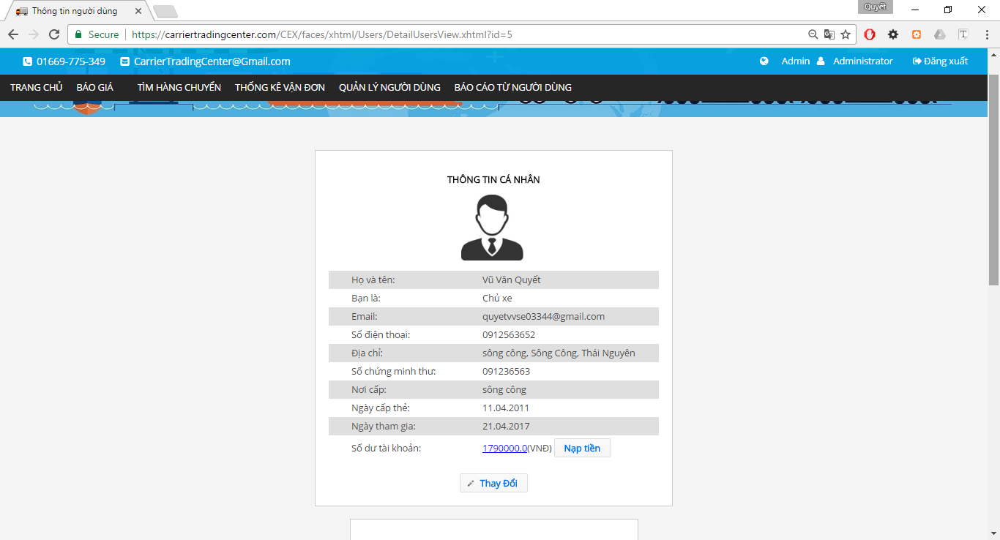 Thông tin người dùng
Quyết
Secure https://carriertradingcenter.com/CEX/faces/xhtml/Users/DetailUsersView.xhtml?id=5
01669-775-349 CarrierTradingCenter@Gmail.com Admin Administrator Đăng xuất
TRANG CHỦ BÁO GIÁ TÌM HÀNG CHUYỂN THỐNG KÊ VẬN ĐƠN QUẢN LÝ NGƯỜI DÙNG BÁO CÁO TỪ NGƯỜI DÙNG
THÔNG TIN CÁ NHÂN
Họ và tên: Vũ Văn Quyết
Bạn là: Chủ xe
Email: quyetvvse03344@gmail.com
Số điện thoại: 0912563652
Địa chỉ: sông công, Sông Công, Thái Nguyên
Số chứng minh thư: 091236563
Nơi cấp: sông công
Ngày cấp thẻ: 11.04.2011
Ngày tham gia: 21.04.2017
Số dư tài khoản: 1790000.0(VNĐ) Nạp tiền
Thay Đổi